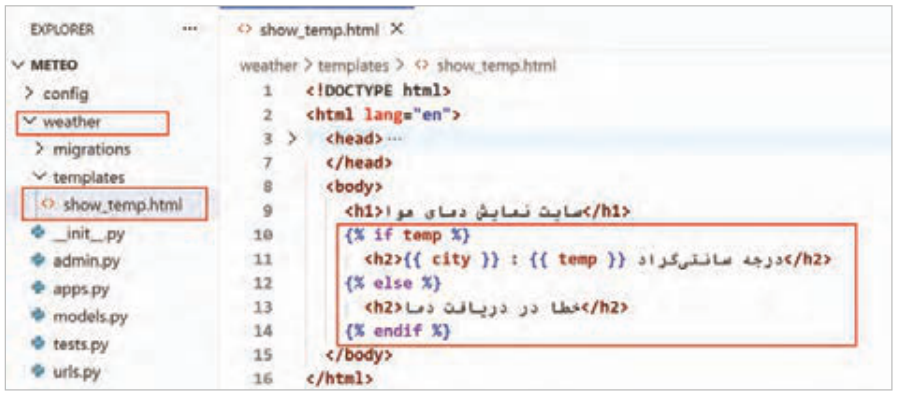 EXPLORER ...
METEO
config
weather
migrations
templates
show_temp.html
__init__.py
admin.py
apps.py
models.py
tests.py
urls.py
show_temp.html
weather > templates > show_temp.html
1 <!DOCTYPE html>
2 <html lang="en">
3 <head>...
7 </head>
8 <body>
9 <h1>سایت نمایش دمای هوا</h1>
10 {% if temp %}
11 <h2>{{ city }} : {{ temp }} درجه سانتی‌گراد</h2>
12 {% else %}
13 <h2>خطا در دریافت دما</h2>
14 {% endif %}
15 </body>
16 </html>